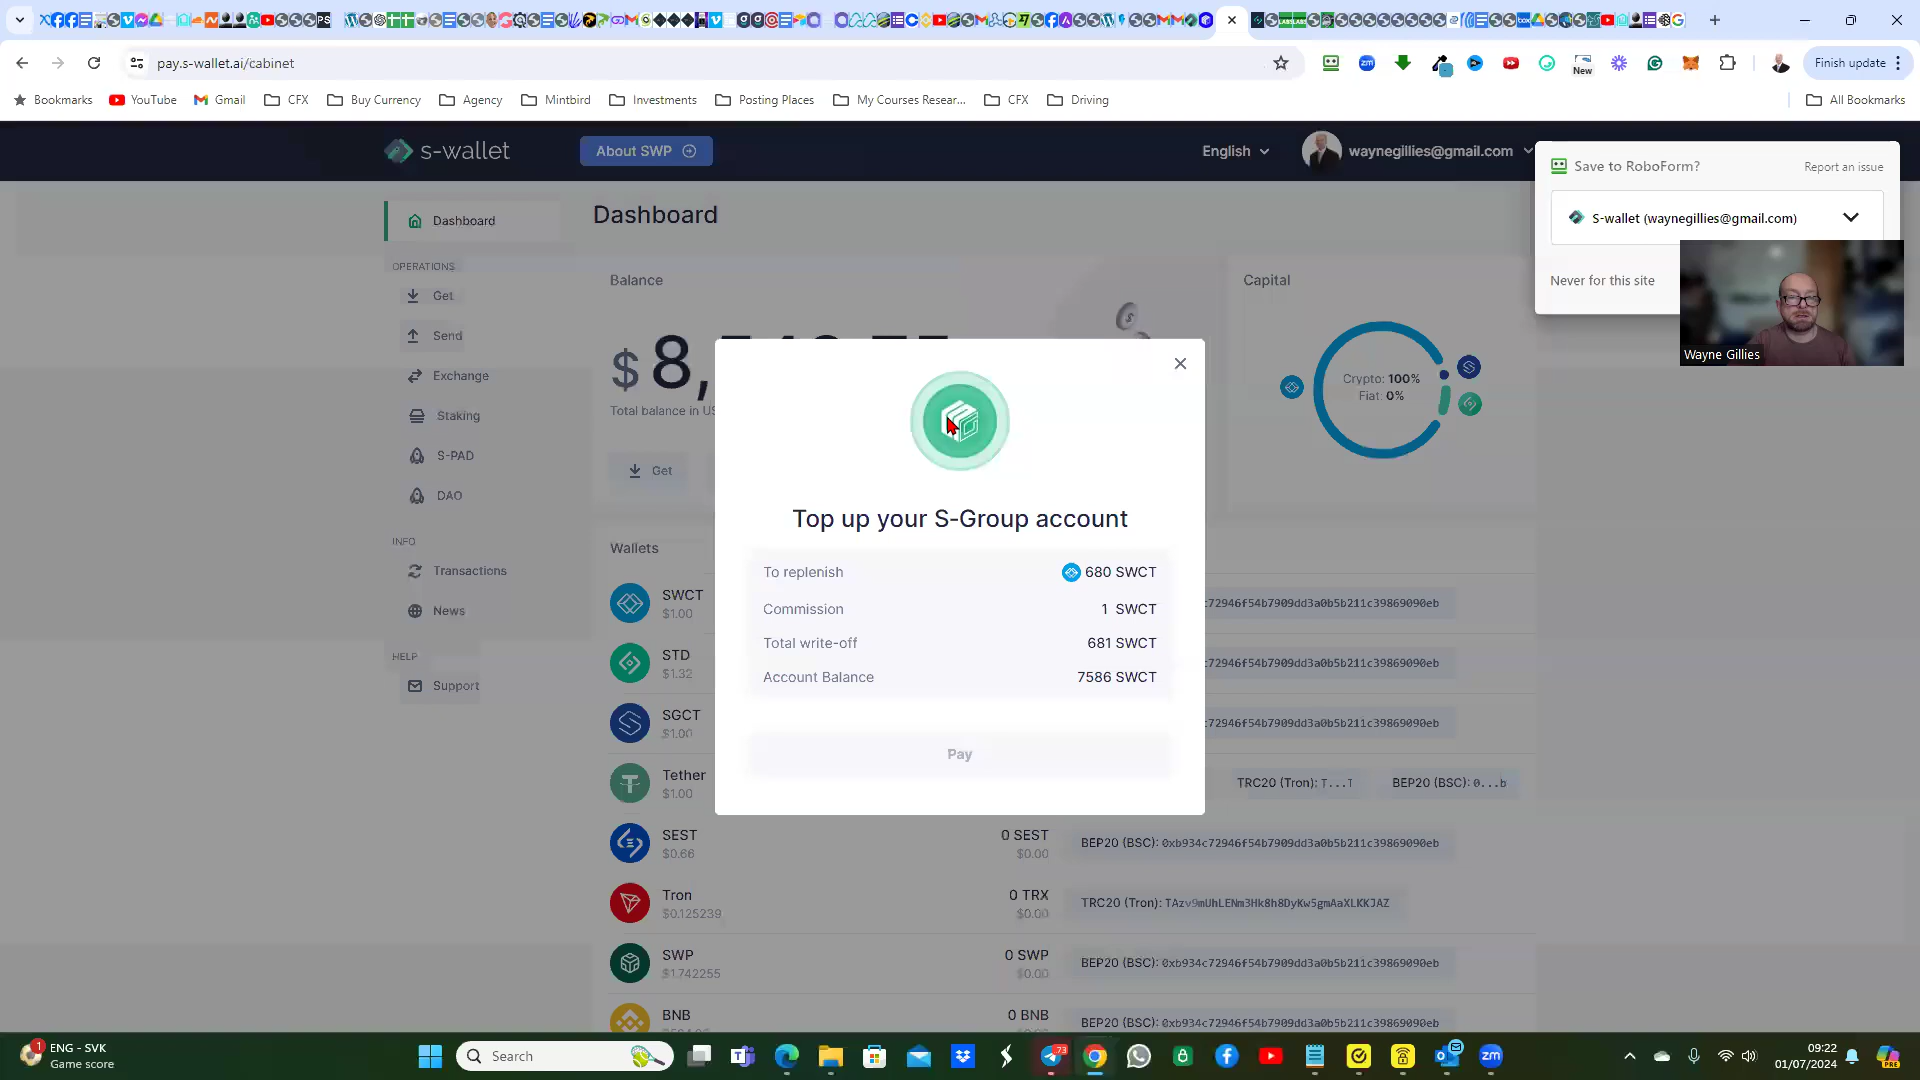 pay.s-wallet.ai/cabinet
New
Finish update
Bookmarks
YouTube
Gmail
CFX
Buy Currency
Agency
Mintbird
Investments
Posting Places
My Courses Resear...
CFX
Driving
All Bookmarks
s-wallet
About SWP
English
waynegillies@gmail.com
Save to RoboForm?
Report an issue
S-wallet (waynegillies@gmail.com)
Never for this site
Wayne Gillies
Dashboard
OPERATIONS
Get
Send
Exchange
Staking
S-PAD
DAO
INFO
Transactions
News
HELP
Support
Dashboard
Balance
$ 8,
Total balance in US
Get
Capital
Crypto: 100%
Fiat: 0%
Top up your S-Group account
To replenish 680 SWCT
Commission 1 SWCT
Total write-off 681 SWCT
Account Balance 7586 SWCT
Pay
Wallets
SWCT
$1.00
c72946f54b7909dd3a0b5b211c39869090eb
STD
$1.32
c72946f54b7909dd3a0b5b211c39869090eb
SGCT
$1.00
c72946f54b7909dd3a0b5b211c39869090eb
Tether
$1.00
TRC20 (Tron): T...T
BEP20 (BSC): 0...b
SEST
$0.66
0 SEST
$0.00
BEP20 (BSC): 0xb934c72946f54b7909dd3a0b5b211c39869090eb
Tron
$0.125239
0 TRX
$0.00
TRC20 (Tron): TAzv9mUhLENm3Hk8h8DyKw5gmAaXLKKJAZ
SWP
$1.742255
0 SWP
$0.00
BEP20 (BSC): 0xb934c72946f54b7909dd3a0b5b211c39869090eb
BNB
0 BNB
BEP20 (BSC): 0xb934c72946f54b7909dd3a0b5b211c39869090eb
1
ENG - SVK
Game score
Search
73
zm
09:22
01/07/2024